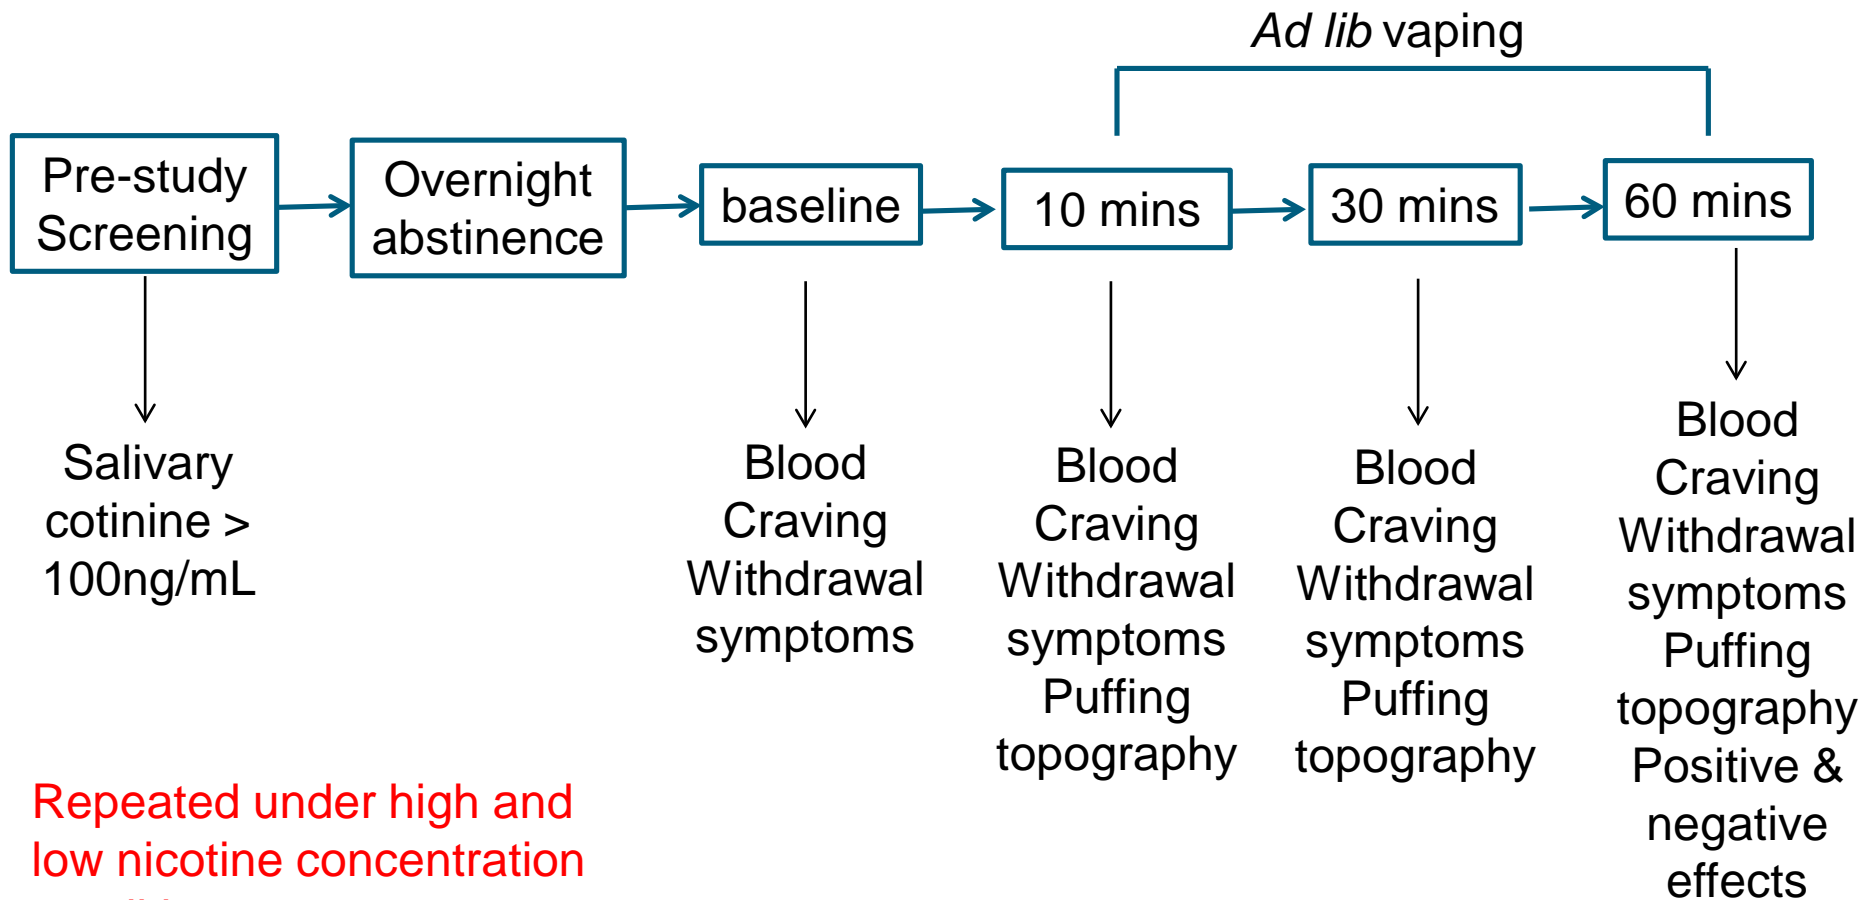 Ad lib vaping
Pre-study
Screening
Overnight
abstinence
baseline
10 mins
30 mins
60 mins
Salivary
cotinine >
100ng/mL
Blood
Craving
Withdrawal
symptoms
Blood
Craving
Withdrawal
symptoms
Puffing
topography
Blood
Craving
Withdrawal
symptoms
Puffing
topography
Blood
Craving
Withdrawal
symptoms
Puffing
topography
Positive &
negative
effects
Repeated under high and
low nicotine concentration